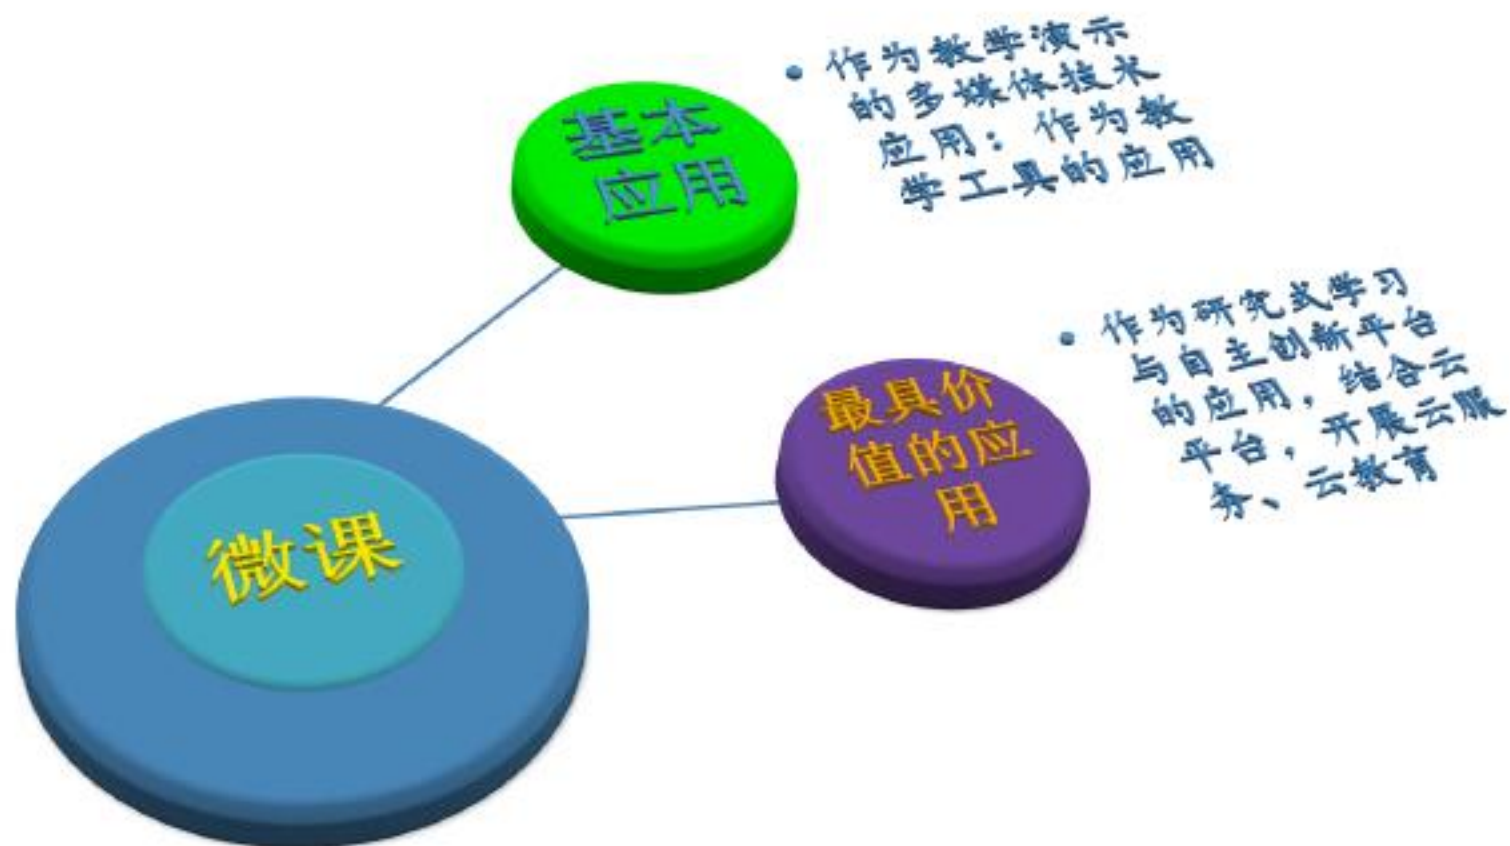 基本
应用
• 作为教学演示
的多媒体技术
应用：作为教
学工具的应用
最具价
值的应
用
• 作为研究式学习
与自主创新平台
的应用，结合云
平台，开展云服
务、云教育
微课